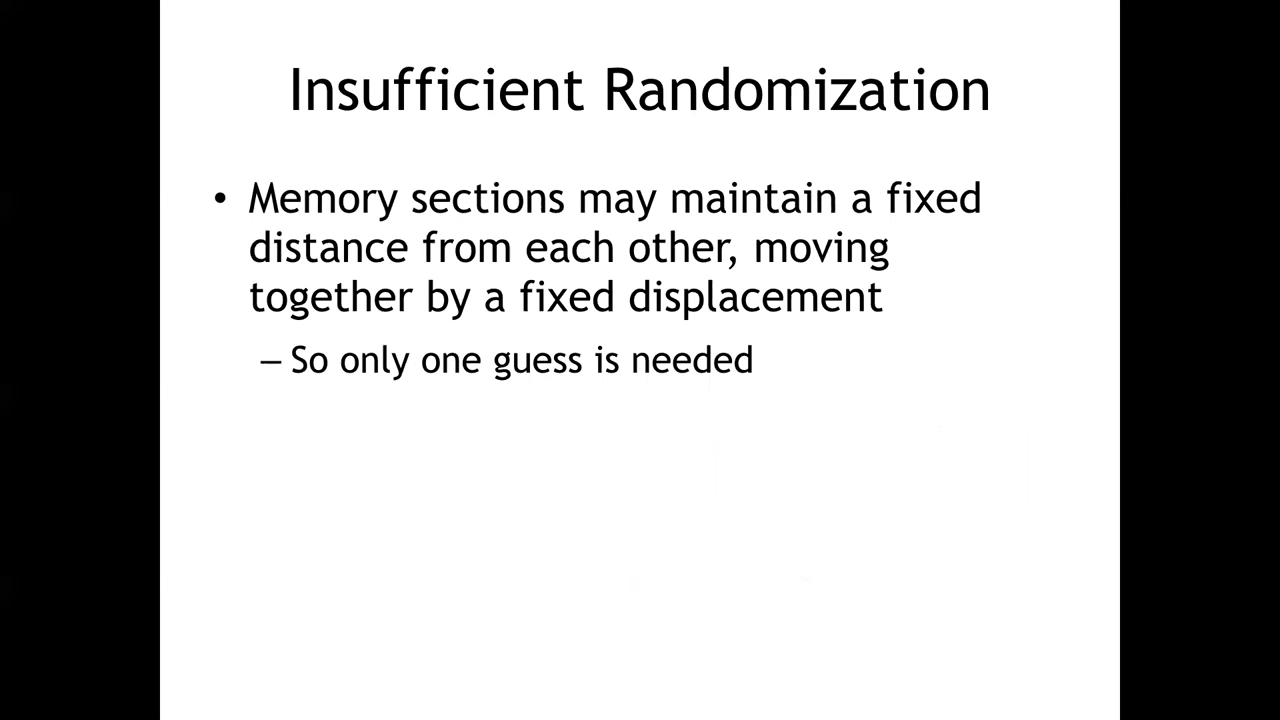 Insufficient Randomization
• Memory sections may maintain a fixed
distance from each other, moving
together by a fixed displacement
– So only one guess is needed